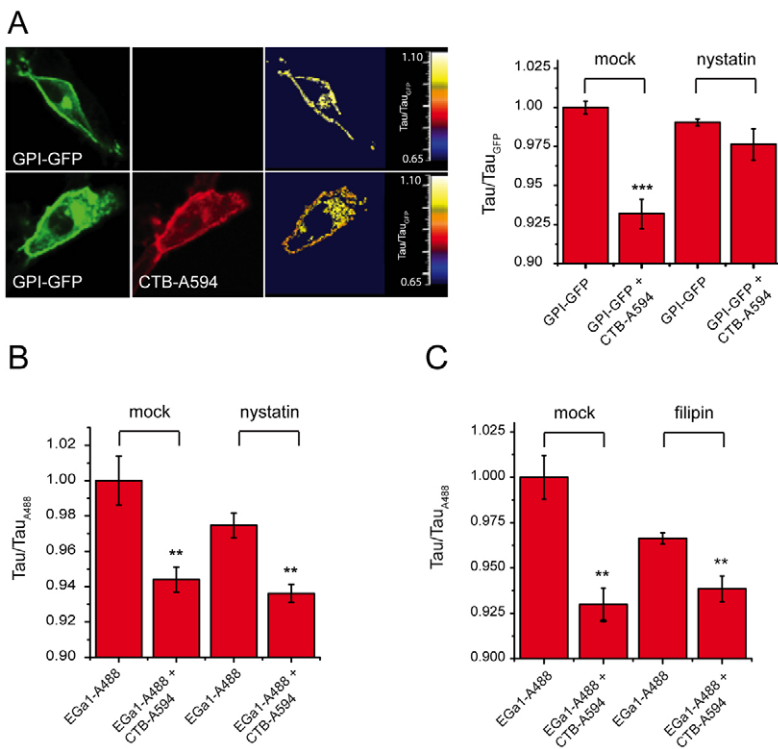 A
GPI-GFP
1.10
Tau/TauGFP
0.65
GPI-GFP
CTB-A594
1.10
Tau/TauGFP
0.65
mock
nystatin
1.025
1.00
0.975
0.95
0.925
0.90
Tau/TauGFP
***
GPI-GFP
GPI-GFP +
CTB-A594
GPI-GFP
GPI-GFP +
CTB-A594
B
mock
nystatin
1.02
1.00
0.98
0.96
0.94
0.92
0.90
Tau/TauA488
**
**
EGa1-A488
EGa1-A488 +
CTB-A594
EGa1-A488
EGa1-A488 +
CTB-A594
C
mock
filipin
1.025
1.000
0.975
0.950
0.925
0.900
Tau/TauA488
**
**
EGa1-A488
EGa1-A488 +
CTB-A594
EGa1-A488
EGa1-A488 +
CTB-A594